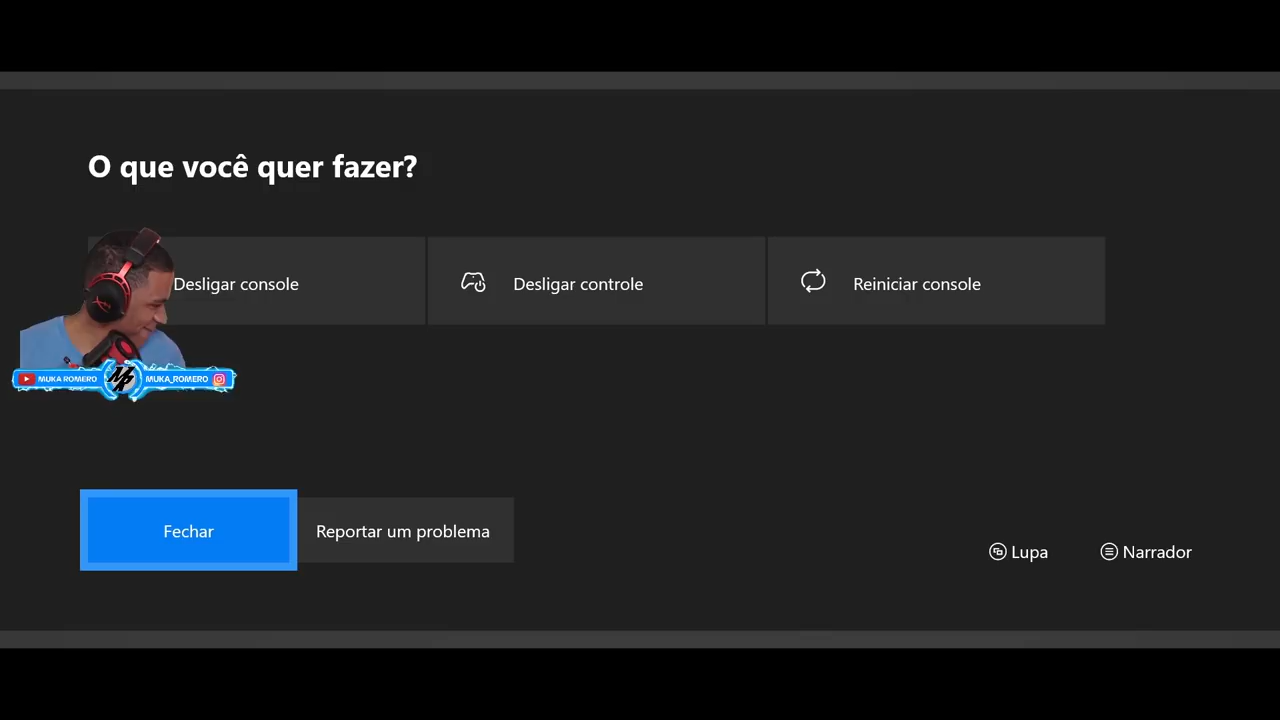 O que você quer fazer?
Desligar console
Desligar controle
Reiniciar console
MUKA ROMERO
MUKA_ROMERO
Fechar
Reportar um problema
Lupa
Narrador